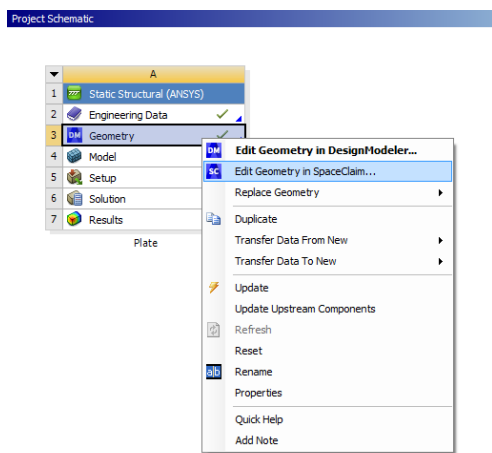 Project Schematic
A
1 Static Structural (ANSYS)
2 Engineering Data
3 DM Geometry
4 Model
5 Setup
6 Solution
7 Results
Plate
DM Edit Geometry in DesignModeler...
SC Edit Geometry in SpaceClaim...
Replace Geometry
Duplicate
Transfer Data From New
Transfer Data To New
Update
Update Upstream Components
Refresh
Reset
a|b Rename
Properties
Quick Help
Add Note